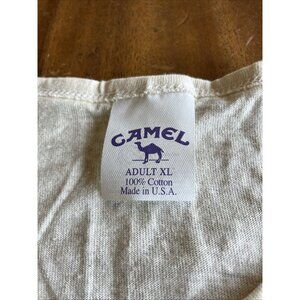 CAMEL
ADULT XL
100% Cotton
Made in U.S.A.